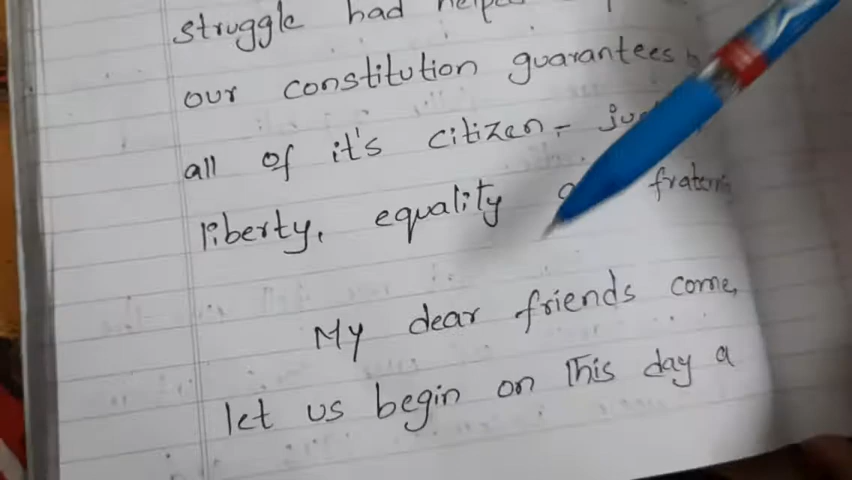 struggle had
our constitution guarantees
all of it's citizen -
liberty, equality
My dear friends come,
let us begin on this day a